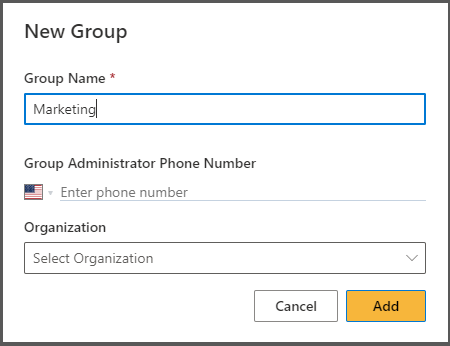 New Group
Group Name *
Marketing
Group Administrator Phone Number
Enter phone number
Organization
Select Organization
Cancel Add